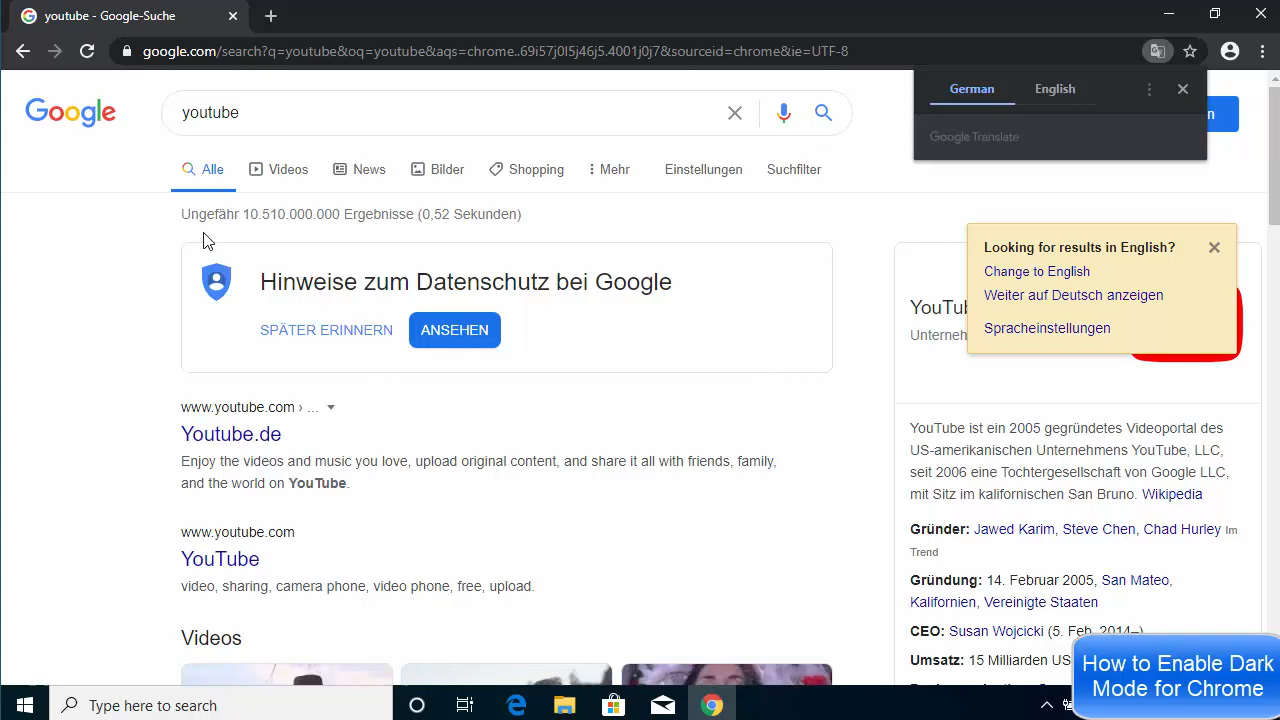 youtube - Google-Suche
google.com/search?q=youtube&oq=youtube&aqs=chrome..69i57j0l5j46j5.4001j0j7&sourceid=chrome&ie=UTF-8
German English
Google Translate
Google
youtube
n
Alle Videos News Bilder Shopping Mehr Einstellungen Suchfilter
Ungefähr 10.510.000.000 Ergebnisse (0,52 Sekunden)
Hinweise zum Datenschutz bei Google
SPÄTER ERINNERN ANSEHEN
www.youtube.com › ...
Youtube.de
Enjoy the videos and music you love, upload original content, and share it all with friends, family,
and the world on YouTube.
www.youtube.com
YouTube
video, sharing, camera phone, video phone, free, upload.
Videos
Looking for results in English?
Change to English
Weiter auf Deutsch anzeigen
Spracheinstellungen
YouTube ist ein 2005 gegründetes Videoportal des
US-amerikanischen Unternehmens YouTube, LLC,
seit 2006 eine Tochtergesellschaft von Google LLC,
mit Sitz im kalifornischen San Bruno. Wikipedia
Gründer: Jawed Karim, Steve Chen, Chad Hurley Im
Trend
Gründung: 14. Februar 2005, San Mateo,
Kalifornien, Vereinigte Staaten
CEO: Susan Wojcicki (5. Feb. 2014–)
Umsatz: 15 Milliarden US
How to Enable Dark
Mode for Chrome
Type here to search